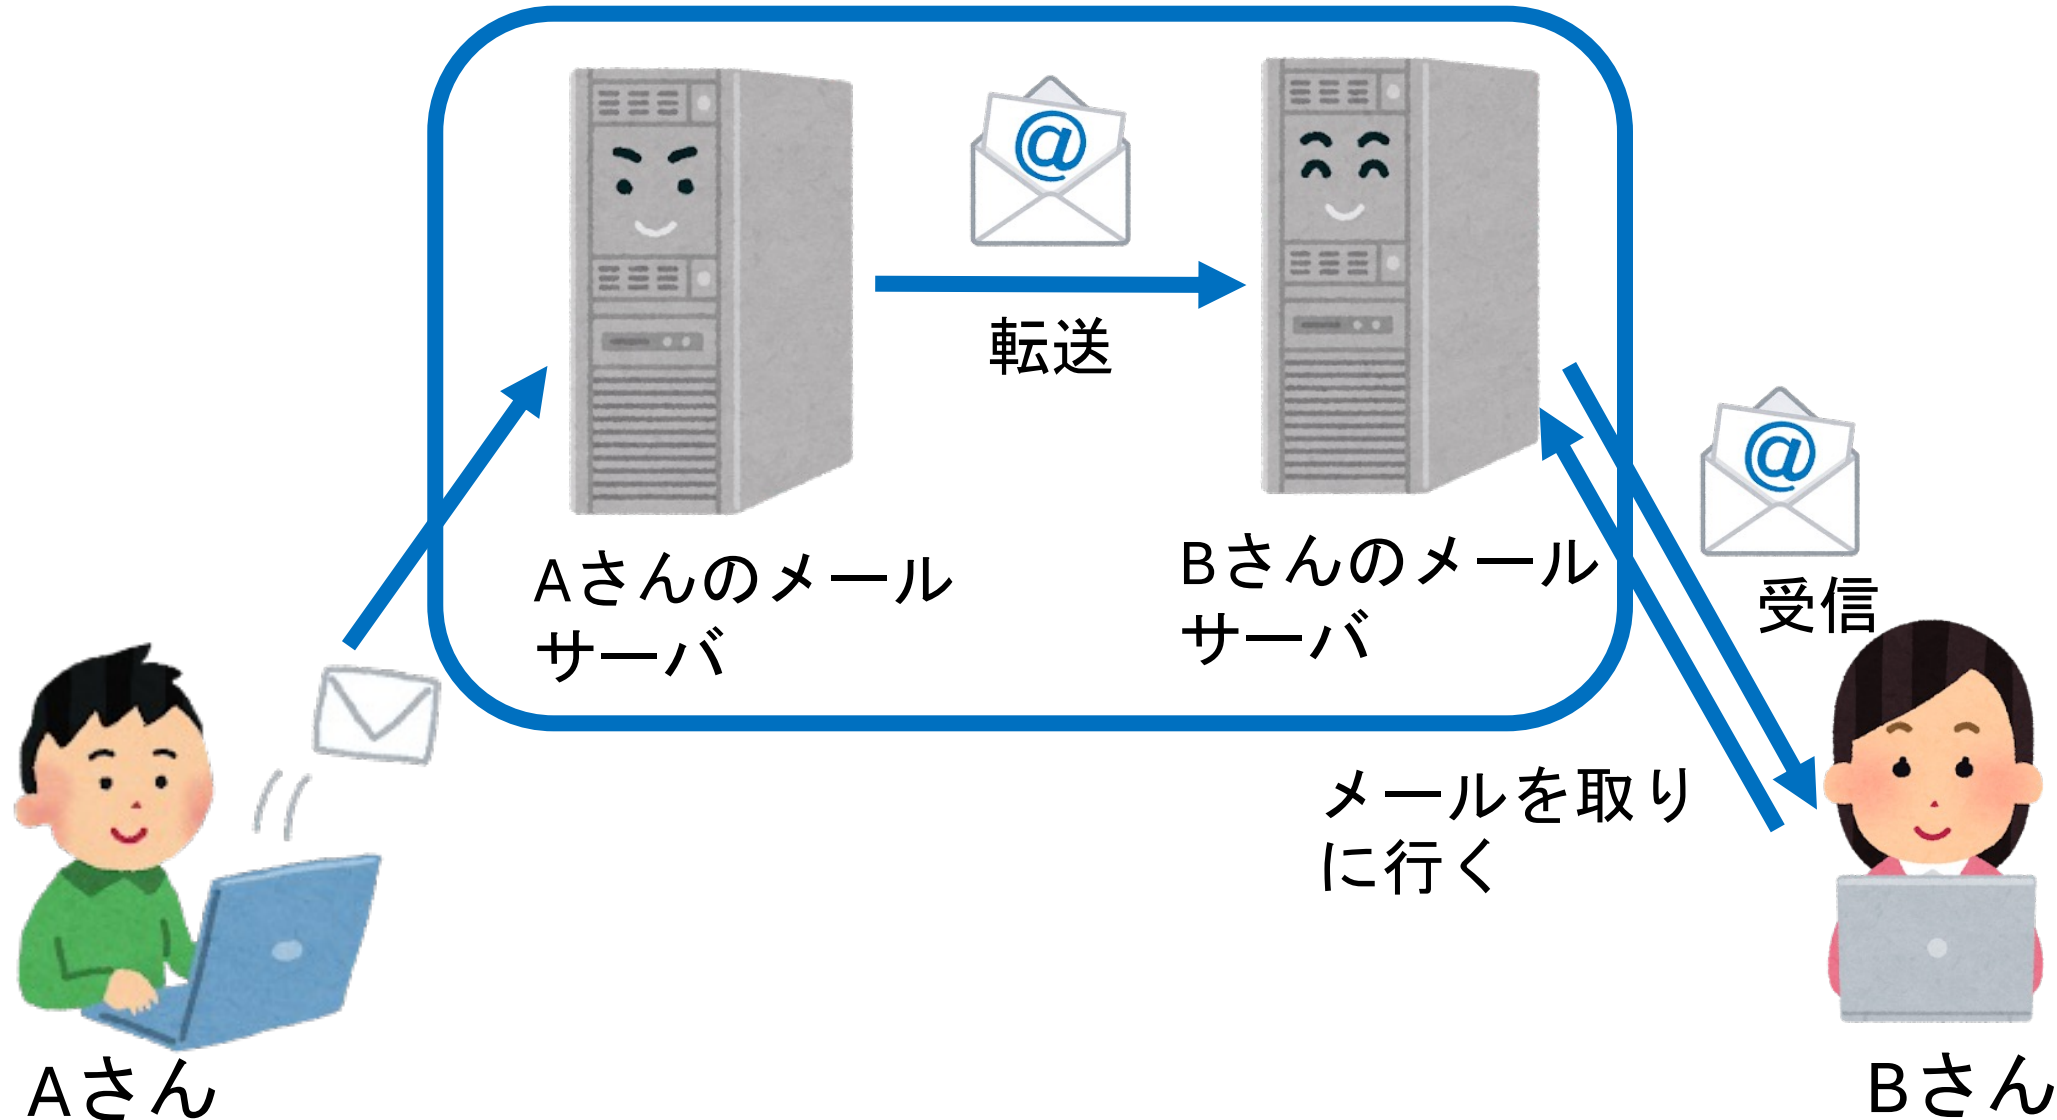 @
転送
@
Aさんのメール
サーバ
Bさんのメール
サーバ
受信
メールを取り
に行く
Aさん
Bさん